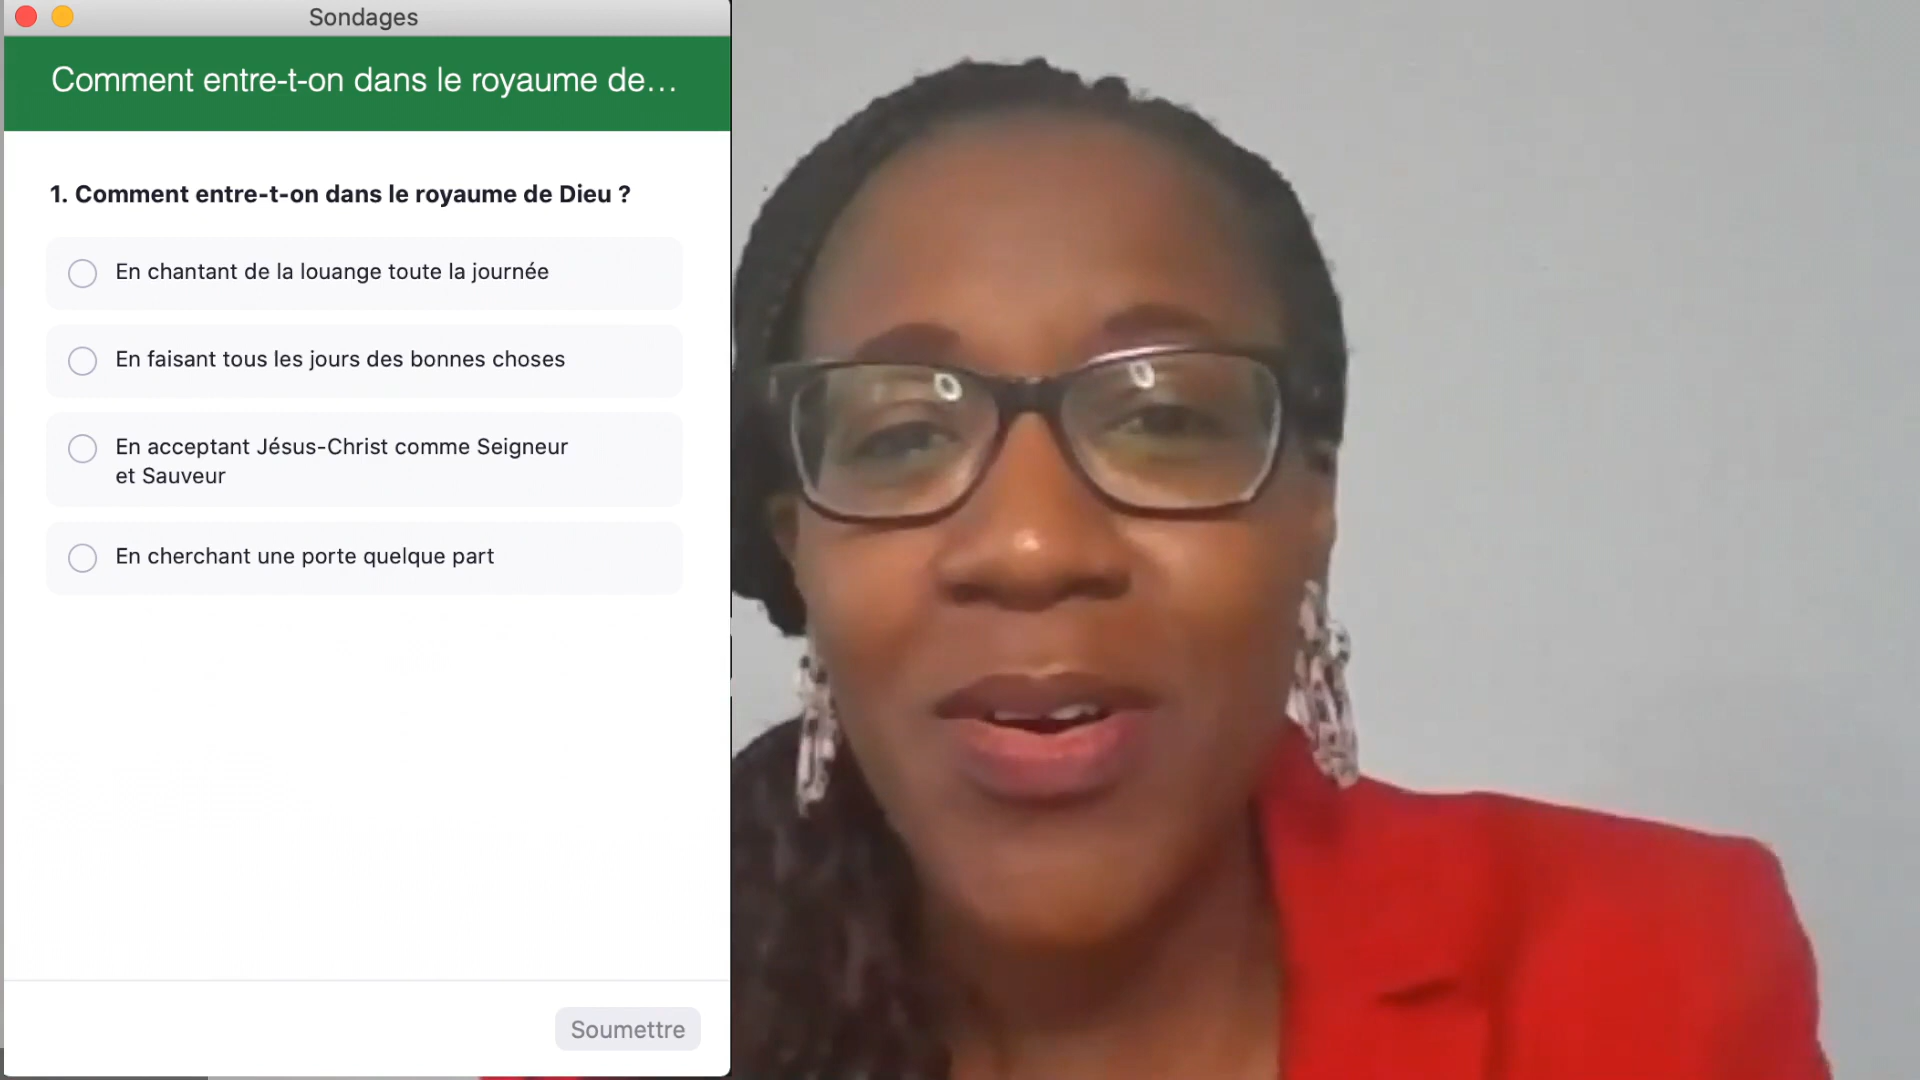 Sondages
Comment entre-t-on dans le royaume de...
1. Comment entre-t-on dans le royaume de Dieu ?
En chantant de la louange toute la journée
En faisant tous les jours des bonnes choses
En acceptant Jésus-Christ comme Seigneur
et Sauveur
En cherchant une porte quelque part
Soumettre